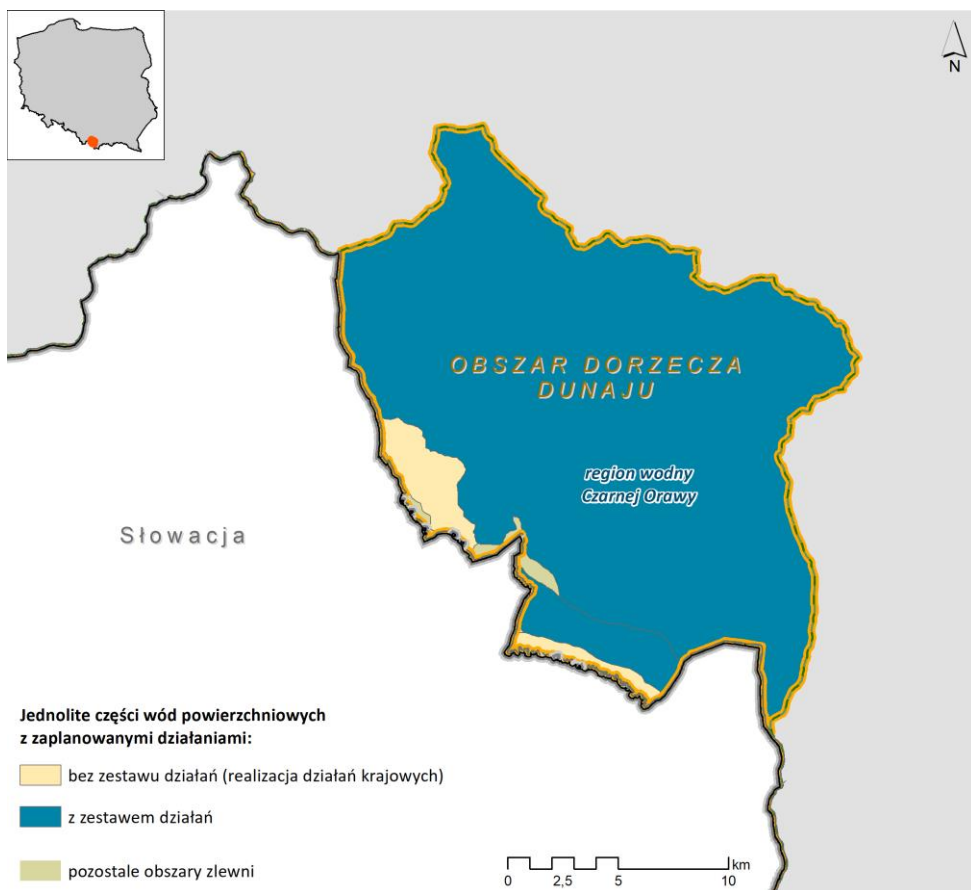 N
OBSZAR DORZECZA
DUNAJU
region wodny
Czarnej Orawy
Słowacja
Jednolite części wód powierzchniowych
z zaplanowanymi działaniami:
bez zestawu działań (realizacja działań krajowych)
z zestawem działań
pozostałe obszary zlewni
km
0 2,5 5 10